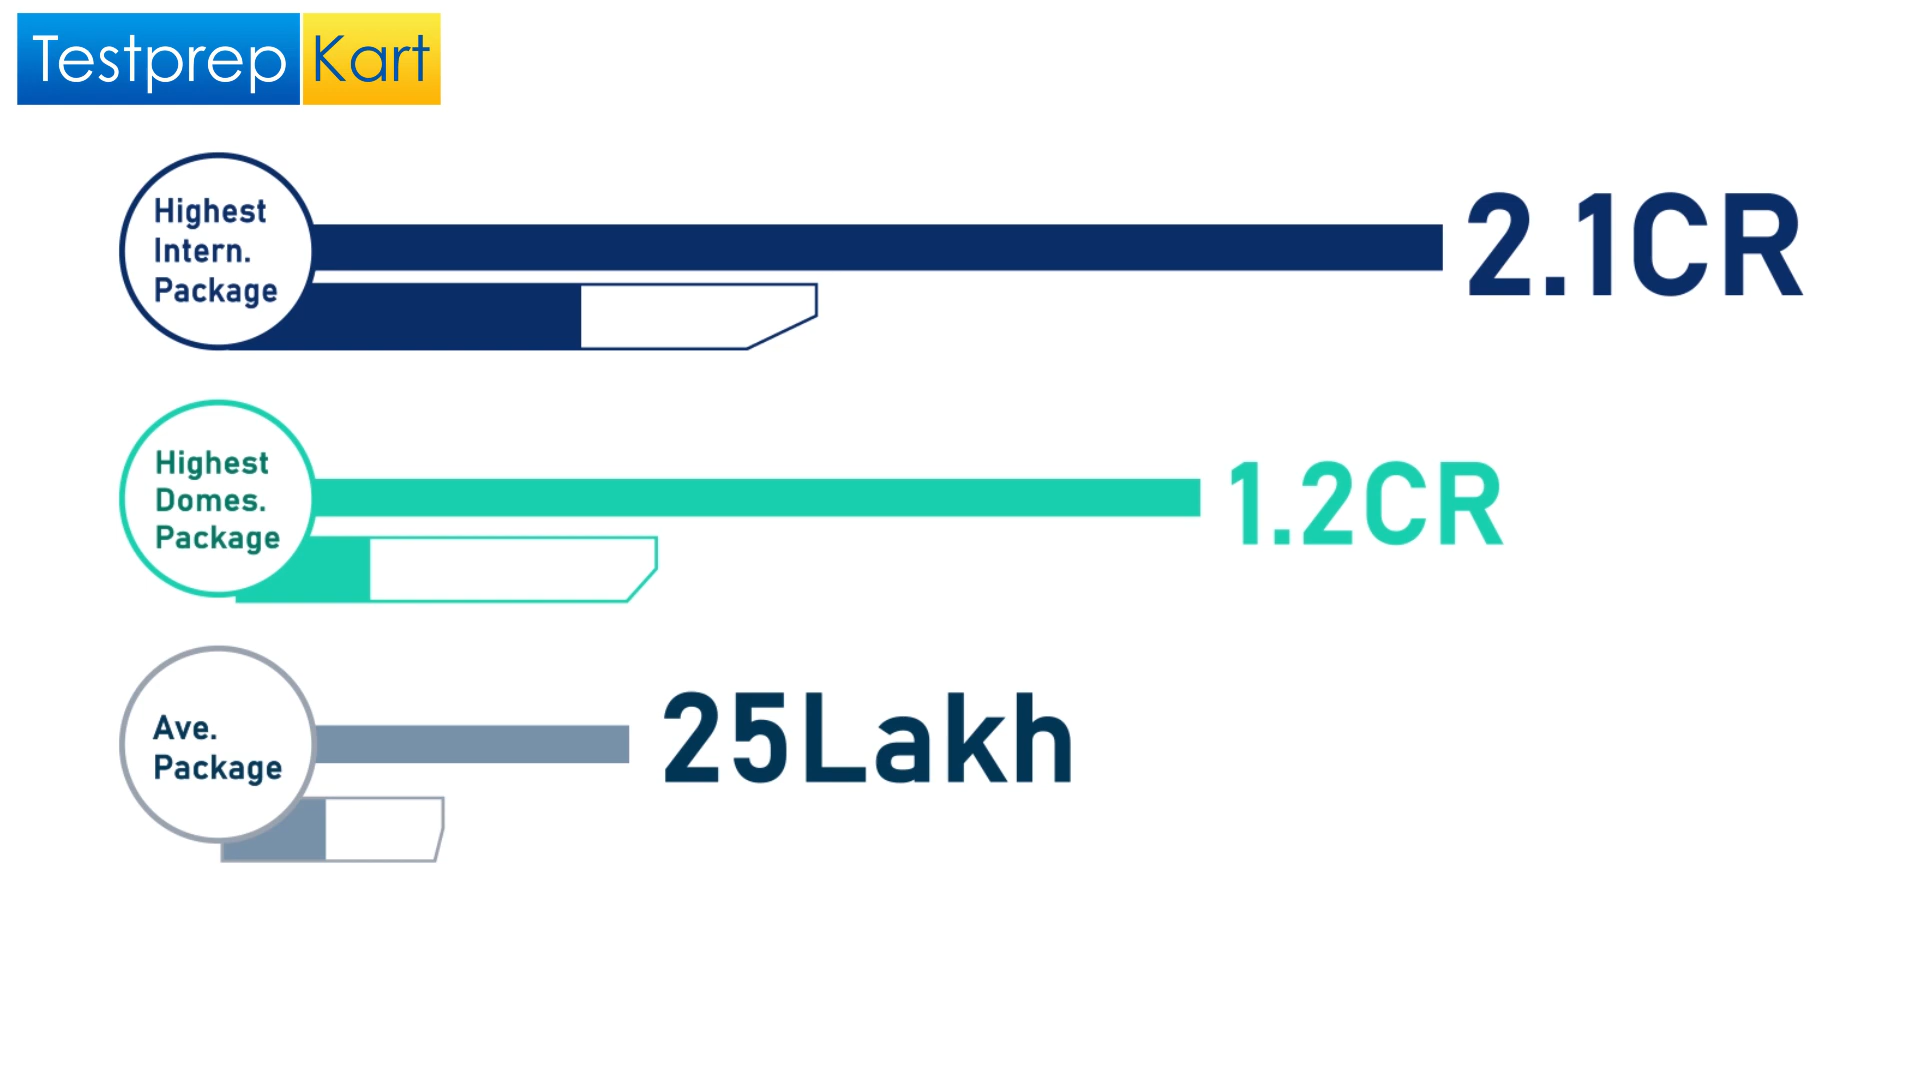 Testprep Kart
Highest
Intern.
Package
2.1CR
Highest
Domes.
Package
1.2CR
Ave.
Package
25Lakh